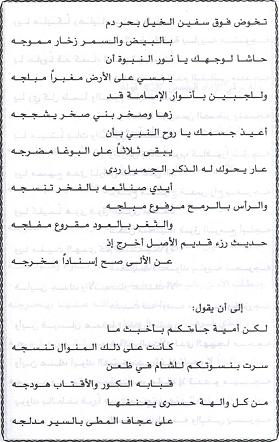 تخوض فوق سفين الخيل بحر دم
بالبيض والسمر زخار مموجه
حاشا لوجهك يا نور النبوة أن
يمسي على الأرض مغبراً مبلجه
وللجبين بأنوار الإمامة قد
زها وصخر بني صخر يشججه
أعيذ جسمك يا روح النبي بأن
يبقى ثلاثاً على البوغا مضرجه
عار يحوك له الذكر الجميل ردى
أيدي صنائعه بالفخر تنسجه
والرأس بالرمح مرفوع مبلجه
والثغر بالعود مقروع مفلجه
حديث رزء قديم الأصل أخرج إذ
عن الألى صح إسناداً مخرجه
إلى أن يقول:
لكن أمية جاءتكم بأخبث ما
كانت على ذلك المنوال تنسجه
سرت بنسوتكم للشام في ظعن
قبابه الكور والأقتاب هودجه
من كل والهة حسرى يعنفها
على عجاف المطى بالسير مدلجه